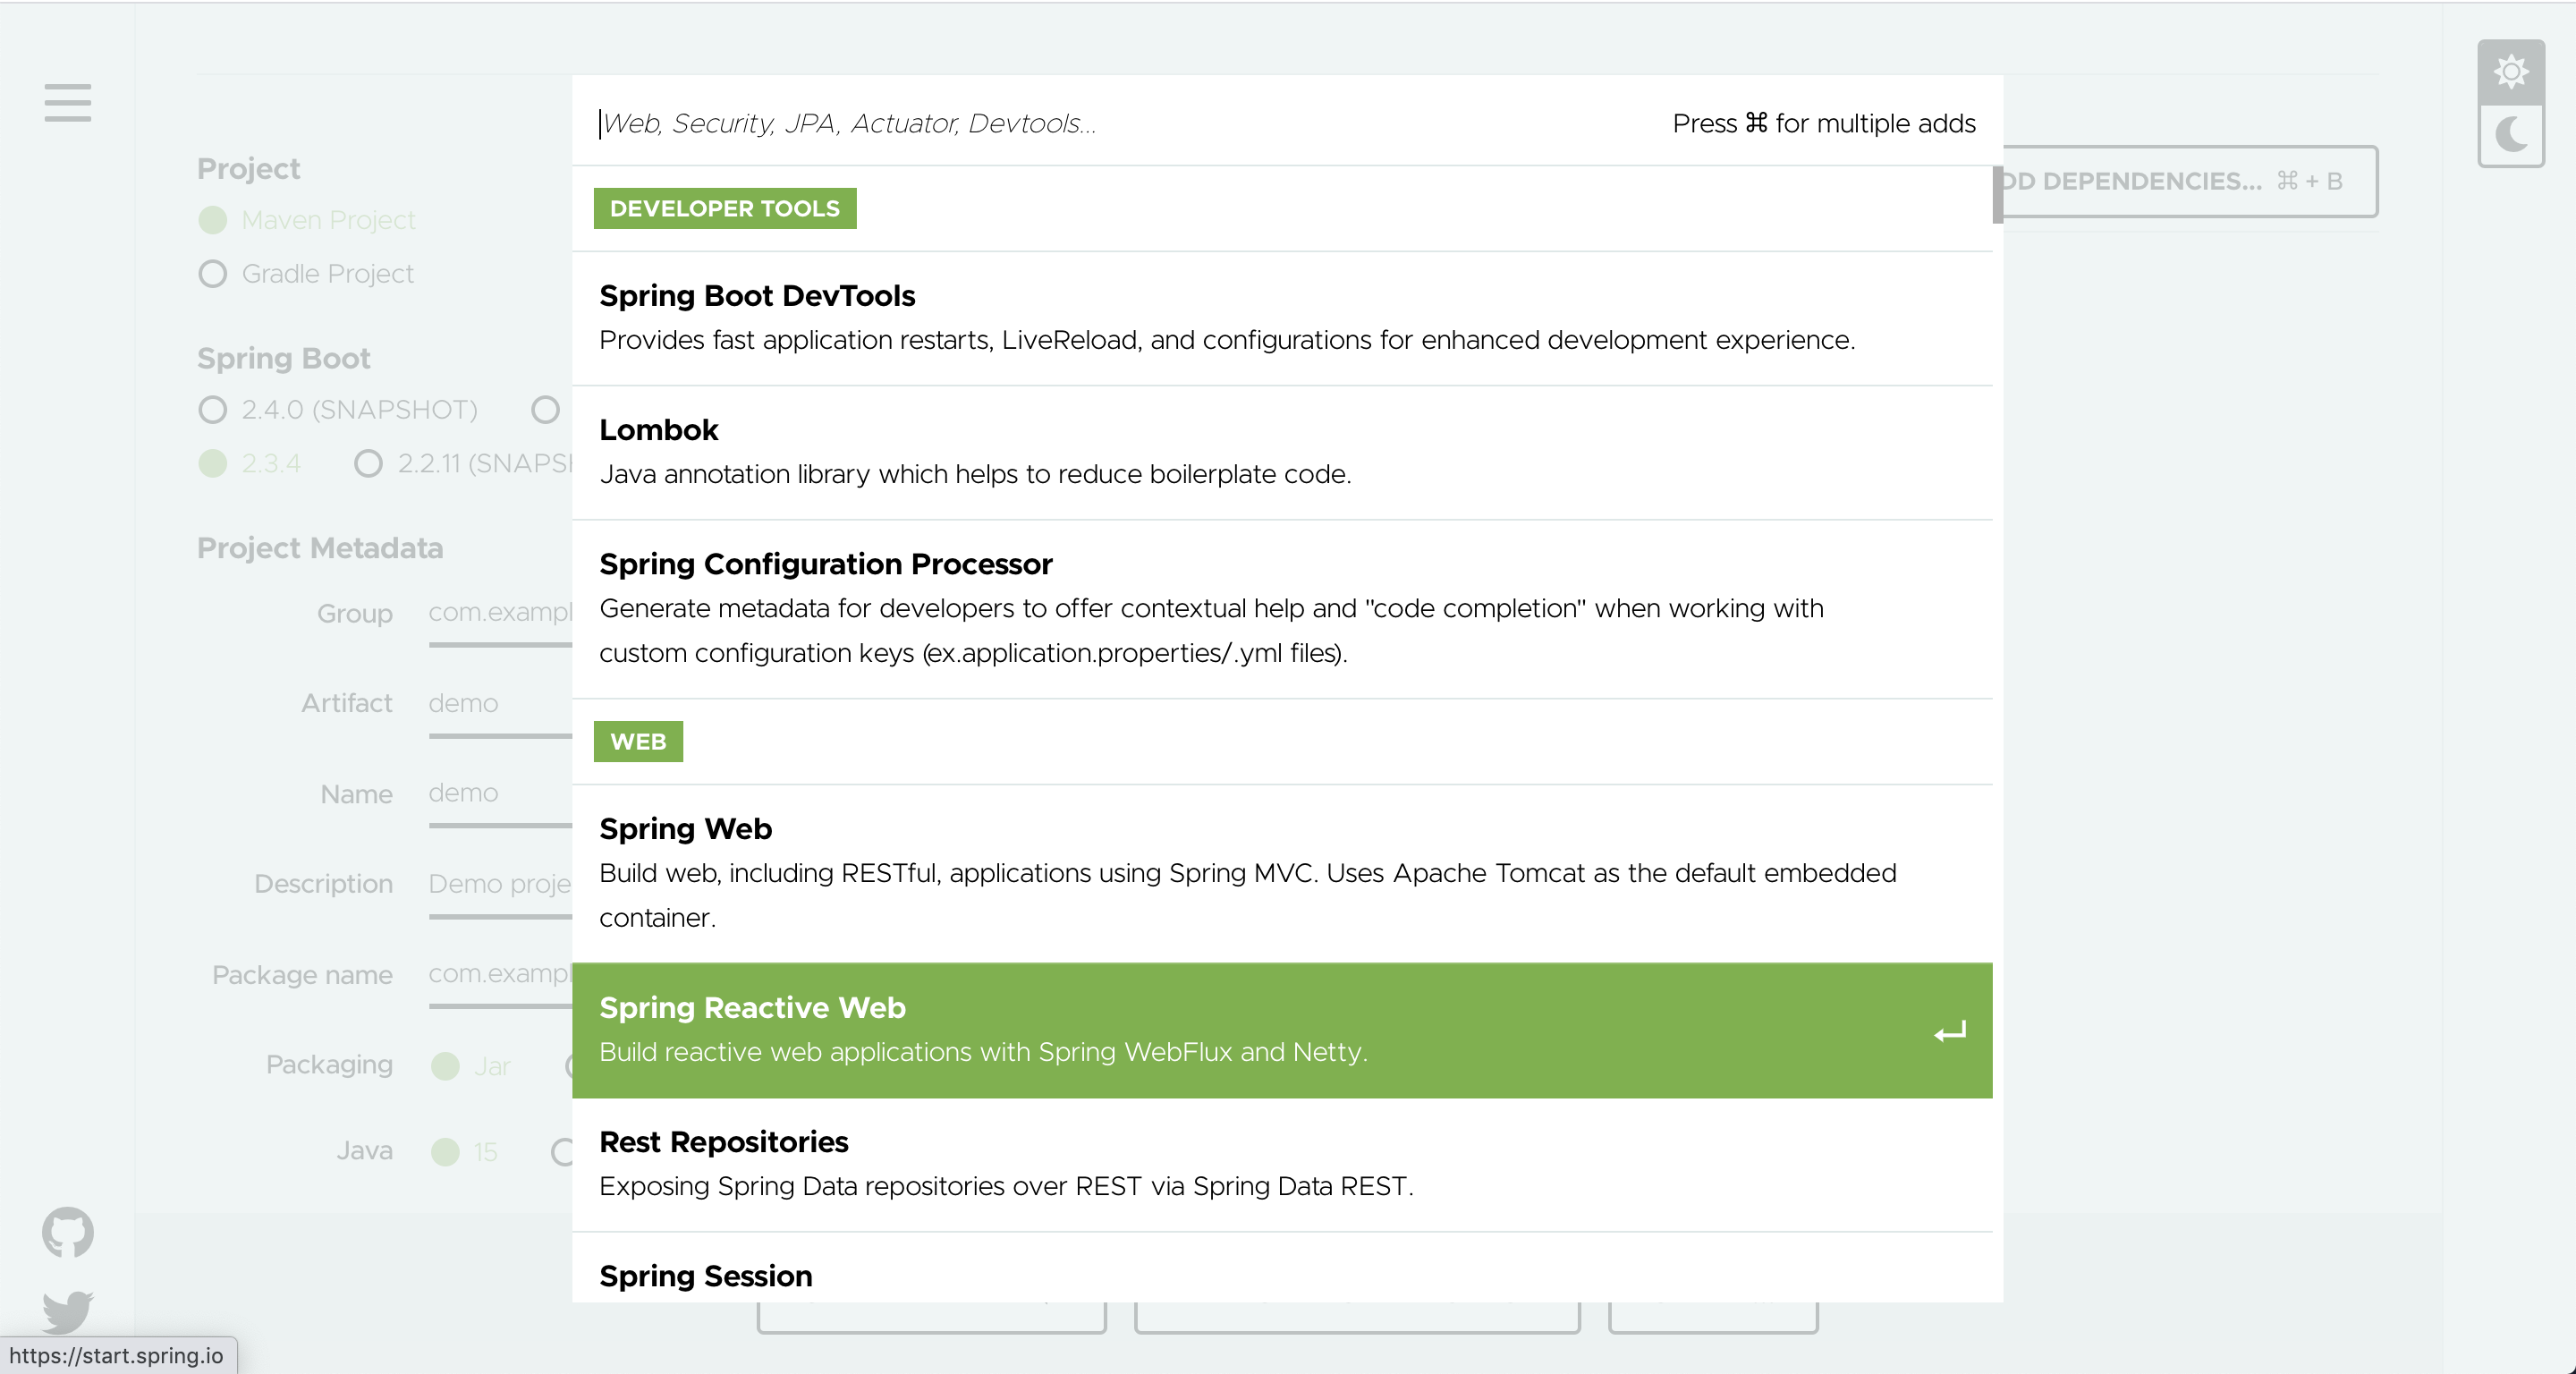 Web, Security, JPA, Actuator, Devtools...
Press ⌘ for multiple adds
DD DEPENDENCIES... ⌘ + B
Project
Maven Project
Gradle Project
Spring Boot
2.4.0 (SNAPSHOT)
2.3.4
2.2.11 (SNAPSH
Project Metadata
Group com.exampl
Artifact demo
Name demo
Description Demo proje
Package name com.exampl
Packaging Jar
Java 15
DEVELOPER TOOLS
Spring Boot DevTools
Provides fast application restarts, LiveReload, and configurations for enhanced development experience.
Lombok
Java annotation library which helps to reduce boilerplate code.
Spring Configuration Processor
Generate metadata for developers to offer contextual help and "code completion" when working with
custom configuration keys (ex.application.properties/.yml files).
WEB
Spring Web
Build web, including RESTful, applications using Spring MVC. Uses Apache Tomcat as the default embedded
container.
Spring Reactive Web
Build reactive web applications with Spring WebFlux and Netty.
Rest Repositories
Exposing Spring Data repositories over REST via Spring Data REST.
Spring Session
https://start.spring.io